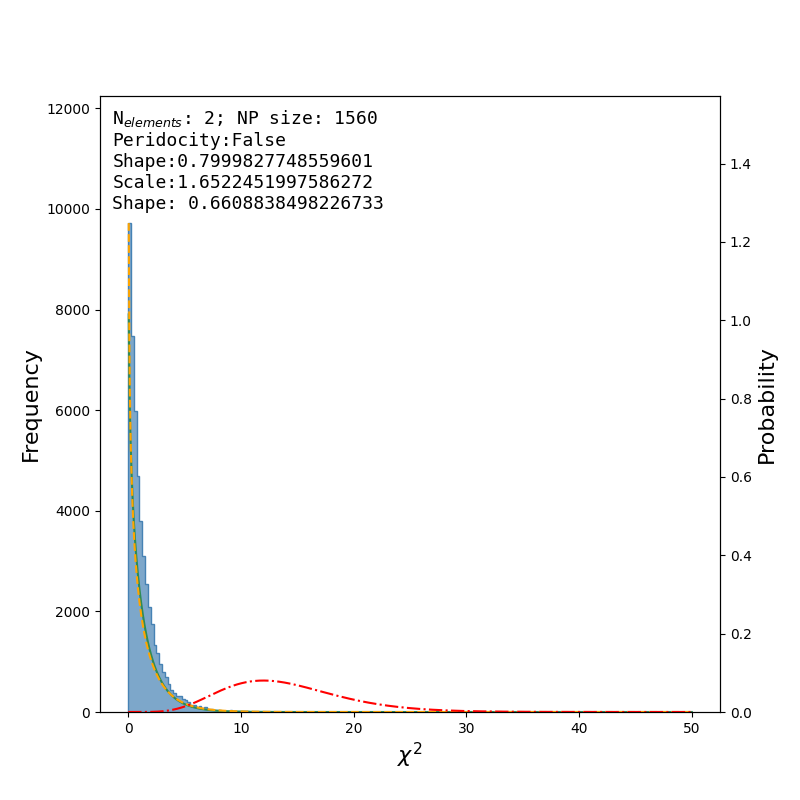 N_elements: 2; NP size: 1560
Peridocity:False
Shape:0.7999827748559601
Scale:1.6522451997586272
Shape: 0.6608838498226733
12000
10000
8000
6000
4000
2000
0
Frequency
1.4
1.2
1.0
0.8
0.6
0.4
0.2
0.0
Probability
0 10 20 30 40 50
χ²